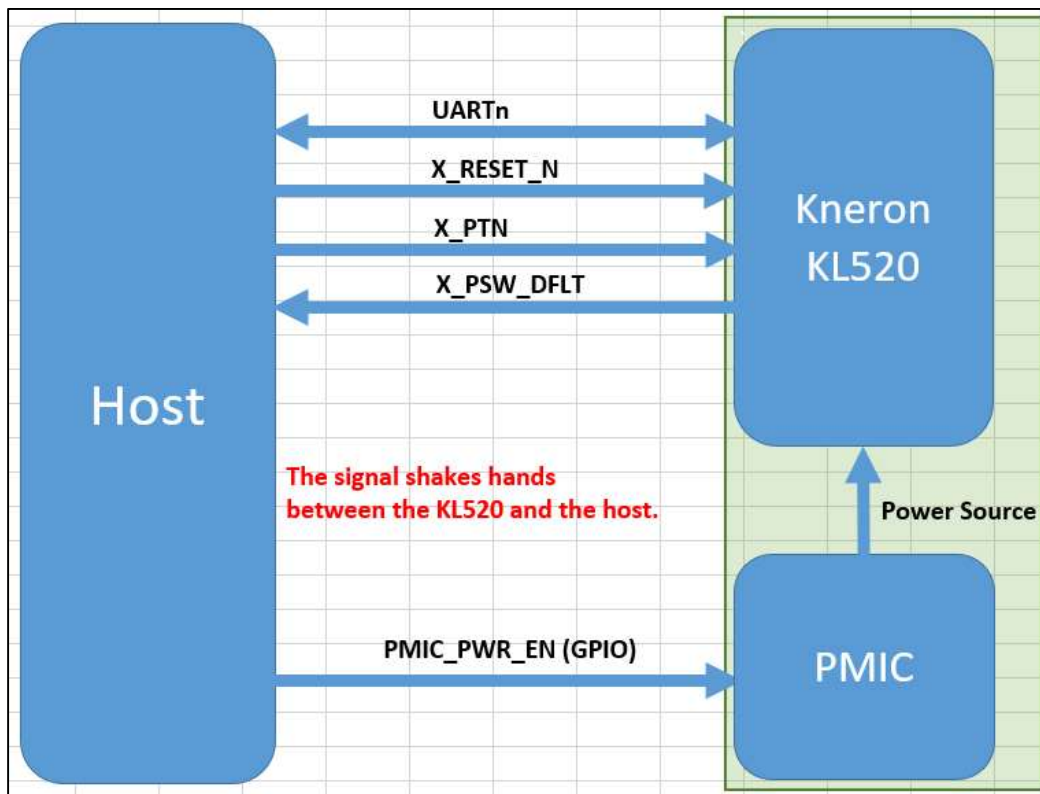 UARTn
X_RESET_N
X_PTN
X_PSW_DFLT
Kneron
KL520
Host
The signal shakes hands
between the KL520 and the host.
Power Source
PMIC_PWR_EN (GPIO)
PMIC